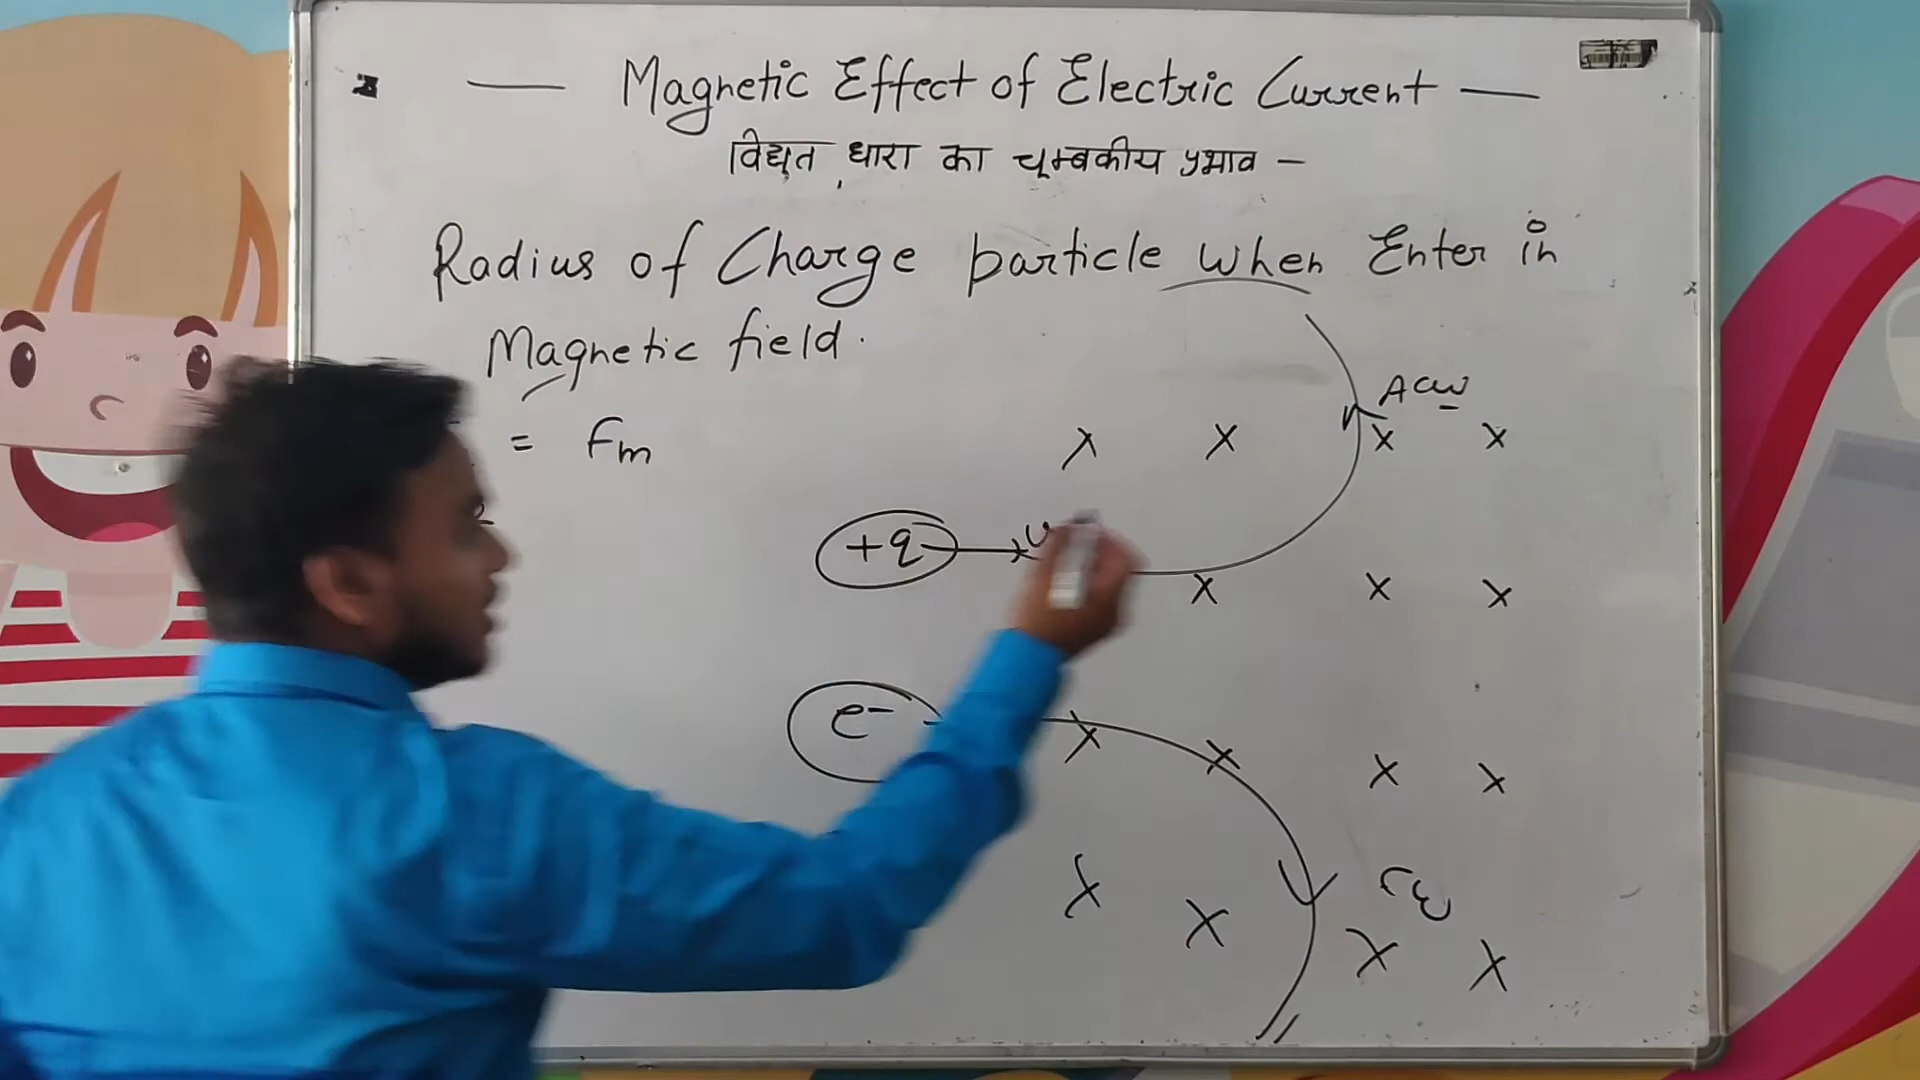 — Magnetic Effect of Electric Current —
विद्युत धारा का चूम्बकीय प्रभाव –
Radius of Charge particle when Enter in
Magnetic field.
= Fm
ACW
x x x x
+q
x x x
e-
x x x x
CW
x x x x